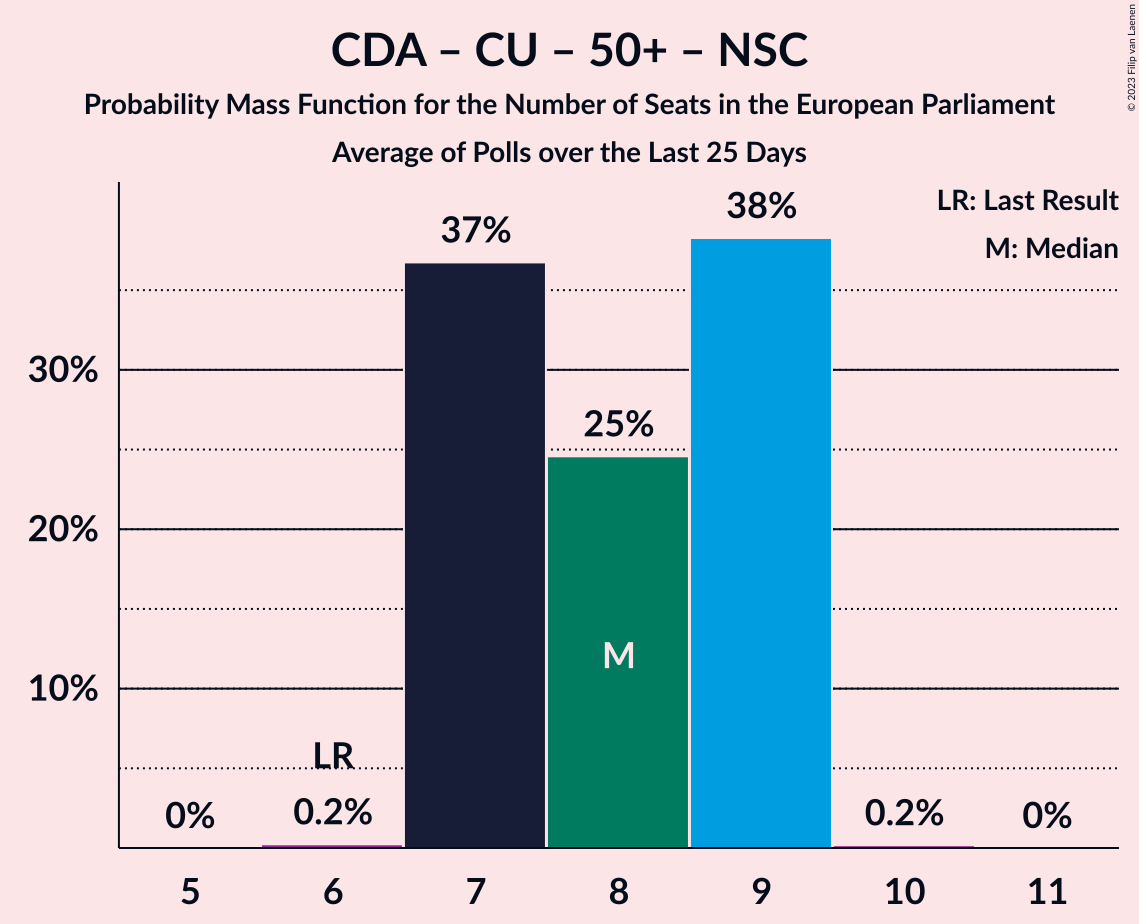 CDA – CU – 50+ – NSC
Probability Mass Function for the Number of Seats in the European Parliament
Average of Polls over the Last 25 Days
© 2023 Filip van Laenen
LR: Last Result
M: Median
38%
37%
30%
25%
20%
M
10%
LR
0%
0.2%
0.2%
0%
5 6 7 8 9 10 11